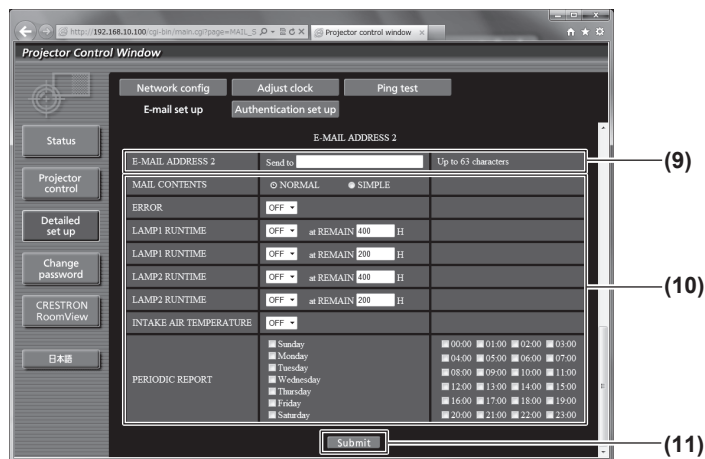 http://192.168.10.100/cgi-bin/main.cgi?page=MAIL_S
Projector control window
Projector Control Window
Network config Adjust clock Ping test
E-mail set up Authentication set up
Status
Projector control
Detailed set up
Change password
CRESTRON RoomView
日本語
E-MAIL ADDRESS 2
E-MAIL ADDRESS 2 Send to Up to 63 characters
(9)
MAIL CONTENTS NORMAL SIMPLE
ERROR OFF
LAMP1 RUNTIME OFF at REMAIN 400 H
LAMP1 RUNTIME OFF at REMAIN 200 H
LAMP2 RUNTIME OFF at REMAIN 400 H
LAMP2 RUNTIME OFF at REMAIN 200 H
(10)
INTAKE AIR TEMPERATURE OFF
PERIODIC REPORT
Sunday
Monday
Tuesday
Wednesday
Thursday
Friday
Saturday
00:00 01:00 02:00 03:00
04:00 05:00 06:00 07:00
08:00 09:00 10:00 11:00
12:00 13:00 14:00 15:00
16:00 17:00 18:00 19:00
20:00 21:00 22:00 23:00
Submit
(11)